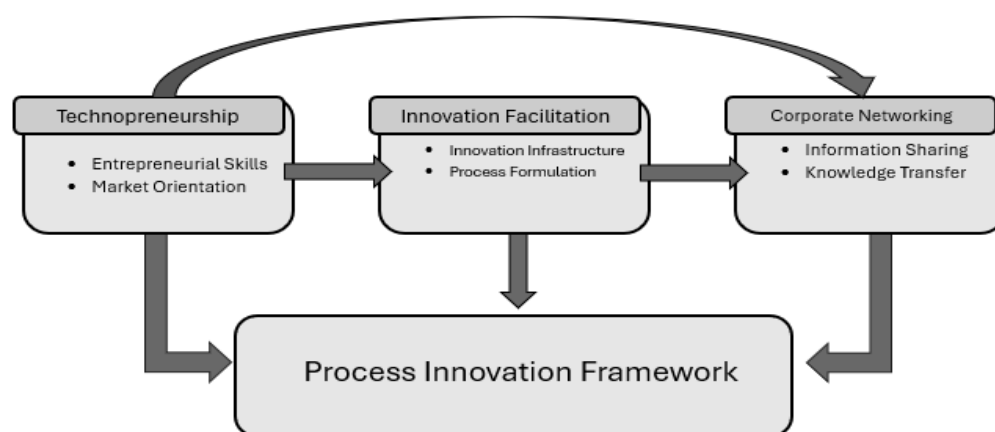 Technopreneurship
• Entrepreneurial Skills
• Market Orientation
Innovation Facilitation
• Innovation Infrastructure
• Process Formulation
Corporate Networking
• Information Sharing
• Knowledge Transfer
Process Innovation Framework